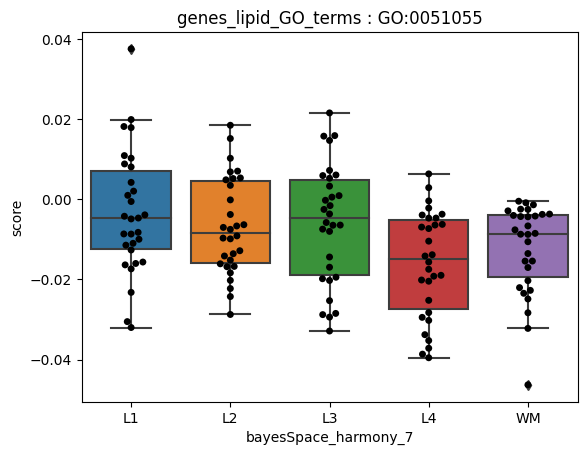 genes_lipid_GO_terms : GO:0051055
0.04
0.02
0.00
−0.02
−0.04
score
L1 L2 L3 L4 WM
bayesSpace_harmony_7